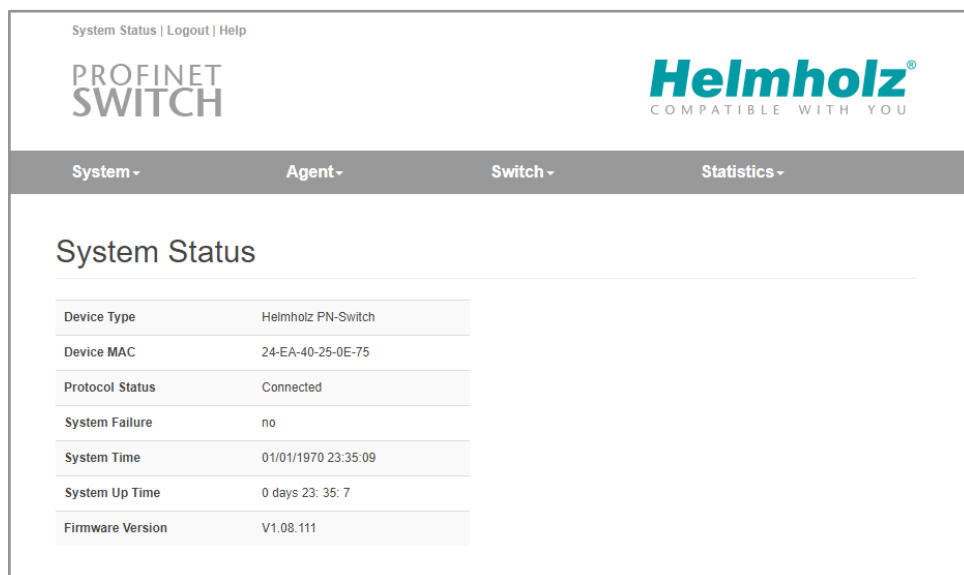 System Status | Logout | Help
PROFINET
SWITCH
Helmholz®
COMPATIBLE WITH YOU
System Agent Switch Statistics
System Status
Device Type Helmholz PN-Switch
Device MAC 24-EA-40-25-0E-75
Protocol Status Connected
System Failure no
System Time 01/01/1970 23:35:09
System Up Time 0 days 23: 35: 7
Firmware Version V1.08.111